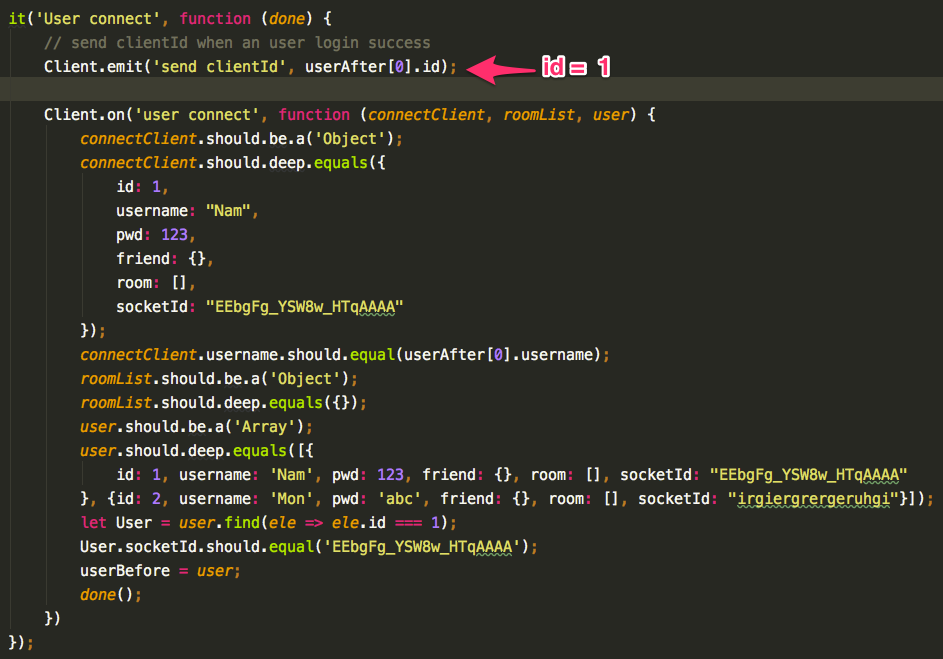 it('User connect', function (done) {
// send clientId when an user login success
Client.emit('send clientId', userAfter[0].id); id = 1
Client.on('user connect', function (connectClient, roomList, user) {
connectClient.should.be.a('Object');
connectClient.should.deep.equals({
id: 1,
username: "Nam",
pwd: 123,
friend: {},
room: [],
socketId: "EEbgFg_YSW8w_HTqAAAA"
});
connectClient.username.should.equal(userAfter[0].username);
roomList.should.be.a('Object');
roomList.should.deep.equals({});
user.should.be.a('Array');
user.should.deep.equals([{
id: 1, username: 'Nam', pwd: 123, friend: {}, room: [], socketId: "EEbgFg_YSW8w_HTqAAAA"
}, {id: 2, username: 'Mon', pwd: 'abc', friend: {}, room: [], socketId: "irgiergrergeruhgi"}]);
let User = user.find(ele => ele.id === 1);
User.socketId.should.equal('EEbgFg_YSW8w_HTqAAAA');
userBefore = user;
done();
})
});